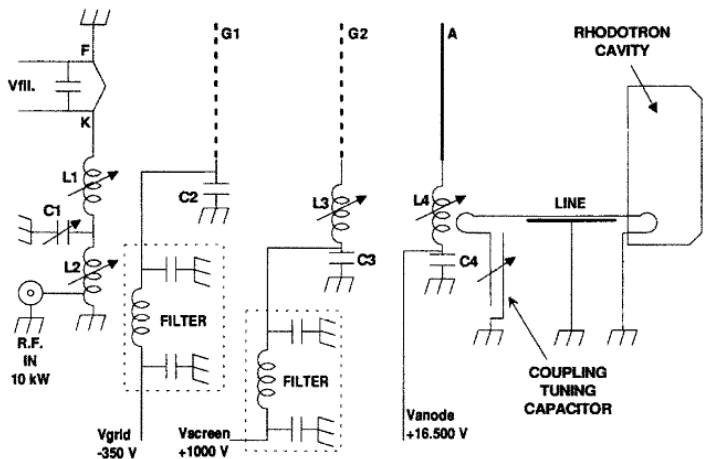 F
G1
G2
A
RHODOTRON
CAVITY
Vfil.
K
L1
C1
C2
L3
L4
LINE
L2
C3
C4
FILTER
R.F.
IN
10 kW
FILTER
COUPLING
TUNING
CAPACITOR
Vgrid
-350 V
Vscreen
+1000 V
Vanode
+16.500 V